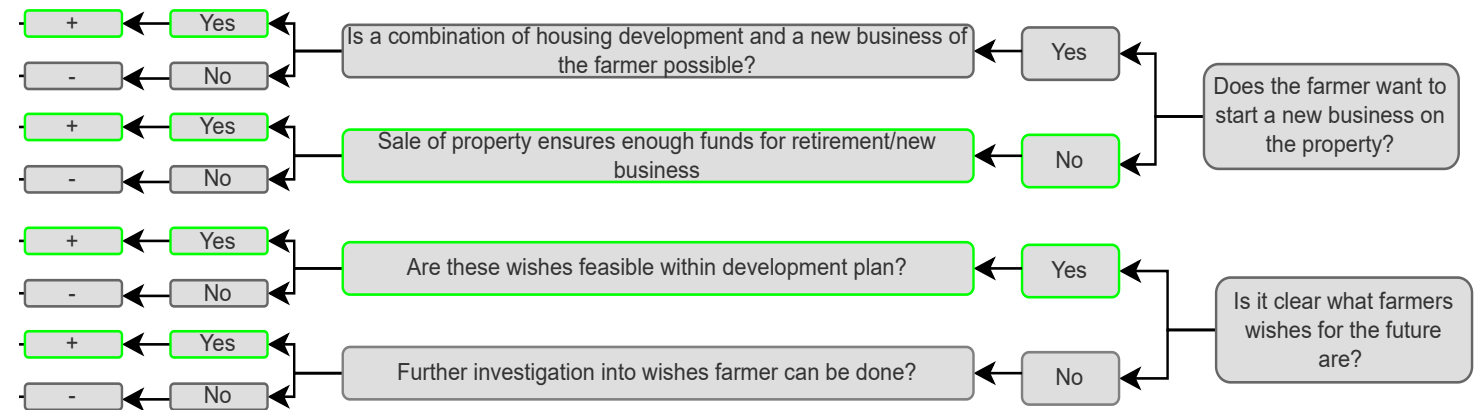 +
Yes
-
No
Is a combination of housing development and a new business of
the farmer possible?
Yes
Does the farmer want to
start a new business on
the property?
+
Yes
-
No
Sale of property ensures enough funds for retirement/new
business
No
+
Yes
-
No
Are these wishes feasible within development plan?
Yes
Is it clear what farmers
wishes for the future
are?
+
Yes
-
No
Further investigation into wishes farmer can be done?
No